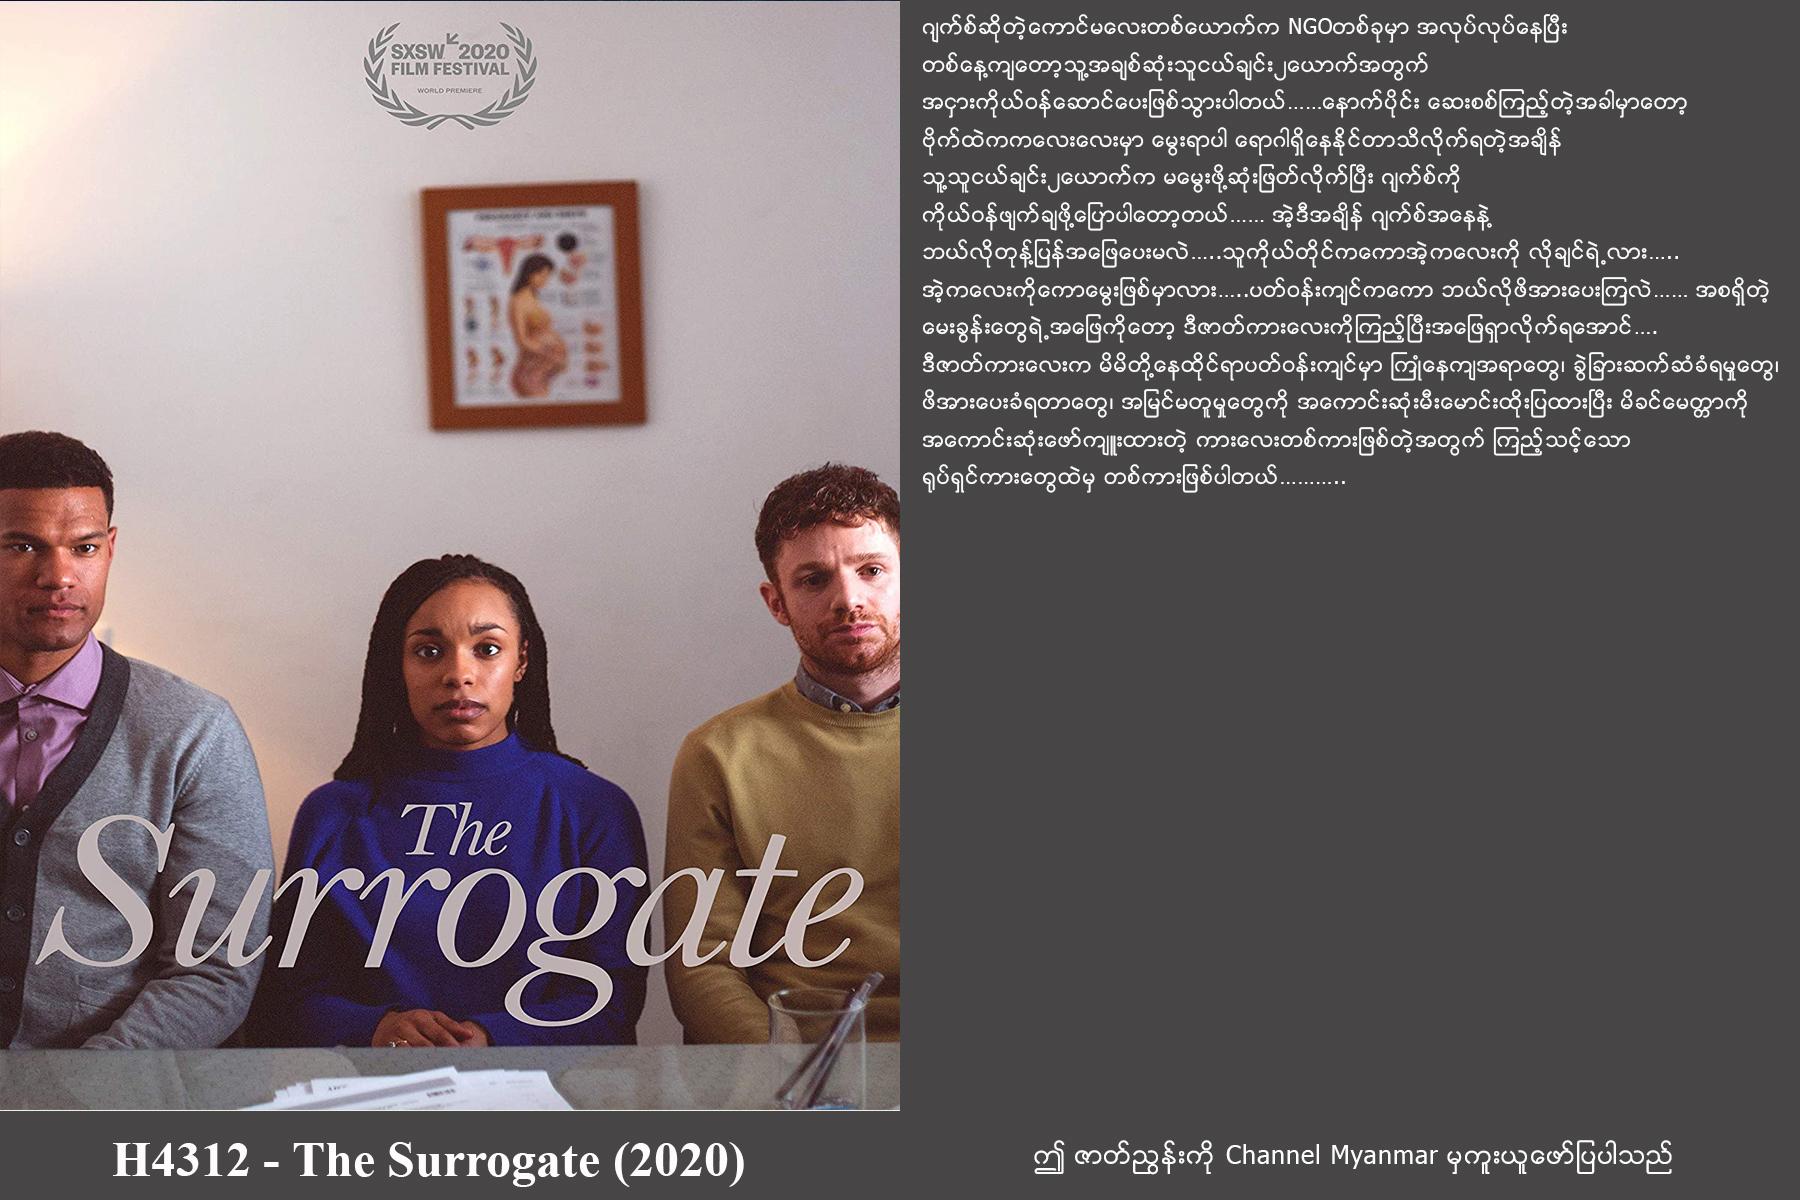 SXSW 2020
FILM FESTIVAL
WORLD PREMIERE
The
Surrogate
ဂျက်စ်ဆိုတဲ့ကောင်မလေးတစ်ယောက်က NGOတစ်ခုမှာ အလုပ်လုပ်နေပြီး
တစ်နေ့ကျတော့သူ့အချစ်ဆုံးသူငယ်ချင်း၂ယောက်အတွက်
အငှားကိုယ်ဝန်ဆောင်ပေးဖြစ်သွားပါတယ်……နောက်ပိုင်း ဆေးစစ်ကြည့်တဲ့အခါမှာတော့
ဗိုက်ထဲကကလေးလေးမှာ မွေးရာပါ ရောဂါရှိနေနိုင်တာသိလိုက်ရတဲ့အချိန်
သူ့သူငယ်ချင်း၂ယောက်က မမွေးဖို့ဆုံးဖြတ်လိုက်ပြီး ဂျက်စ်ကို
ကိုယ်ဝန်ဖျက်ချဖို့ပြောပါတော့တယ်…… အဲ့ဒီအချိန် ဂျက်စ်အနေနဲ့
ဘယ်လိုတုန့်ပြန်အဖြေပေးမလဲ…..သူကိုယ်တိုင်ကကောအဲ့ကလေးကို လိုချင်ရဲ့လား…..
အဲ့ကလေးကိုကောမွေးဖြစ်မှာလား…..ပတ်ဝန်းကျင်ကကော ဘယ်လိုဖိအားပေးကြလဲ…… အစရှိတဲ့
မေးခွန်းတွေရဲ့အဖြေကိုတော့ ဒီဇာတ်ကားလေးကိုကြည့်ပြီးအဖြေရှာလိုက်ရအောင်….
ဒီဇာတ်ကားလေးက မိမိတို့နေထိုင်ရာပတ်ဝန်းကျင်မှာ ကြုံနေကျအရာတွေ၊ ခွဲခြားဆက်ဆံခံရမှုတွေ၊
ဖိအားပေးခံရတာတွေ၊ အမြင်မတူမှုတွေကို အကောင်းဆုံးမီးမောင်းထိုးပြထားပြီး မိခင်မေတ္တာကို
အကောင်းဆုံးဖော်ကျူးထားတဲ့ ကားလေးတစ်ကားဖြစ်တဲ့အတွက် ကြည့်သင့်သော
ရုပ်ရှင်ကားတွေထဲမှ တစ်ကားဖြစ်ပါတယ်………..
H4312 - The Surrogate (2020)
ဤ ဇာတ်ညွှန်းကို Channel Myanmar မှကူးယူဖော်ပြပါသည်